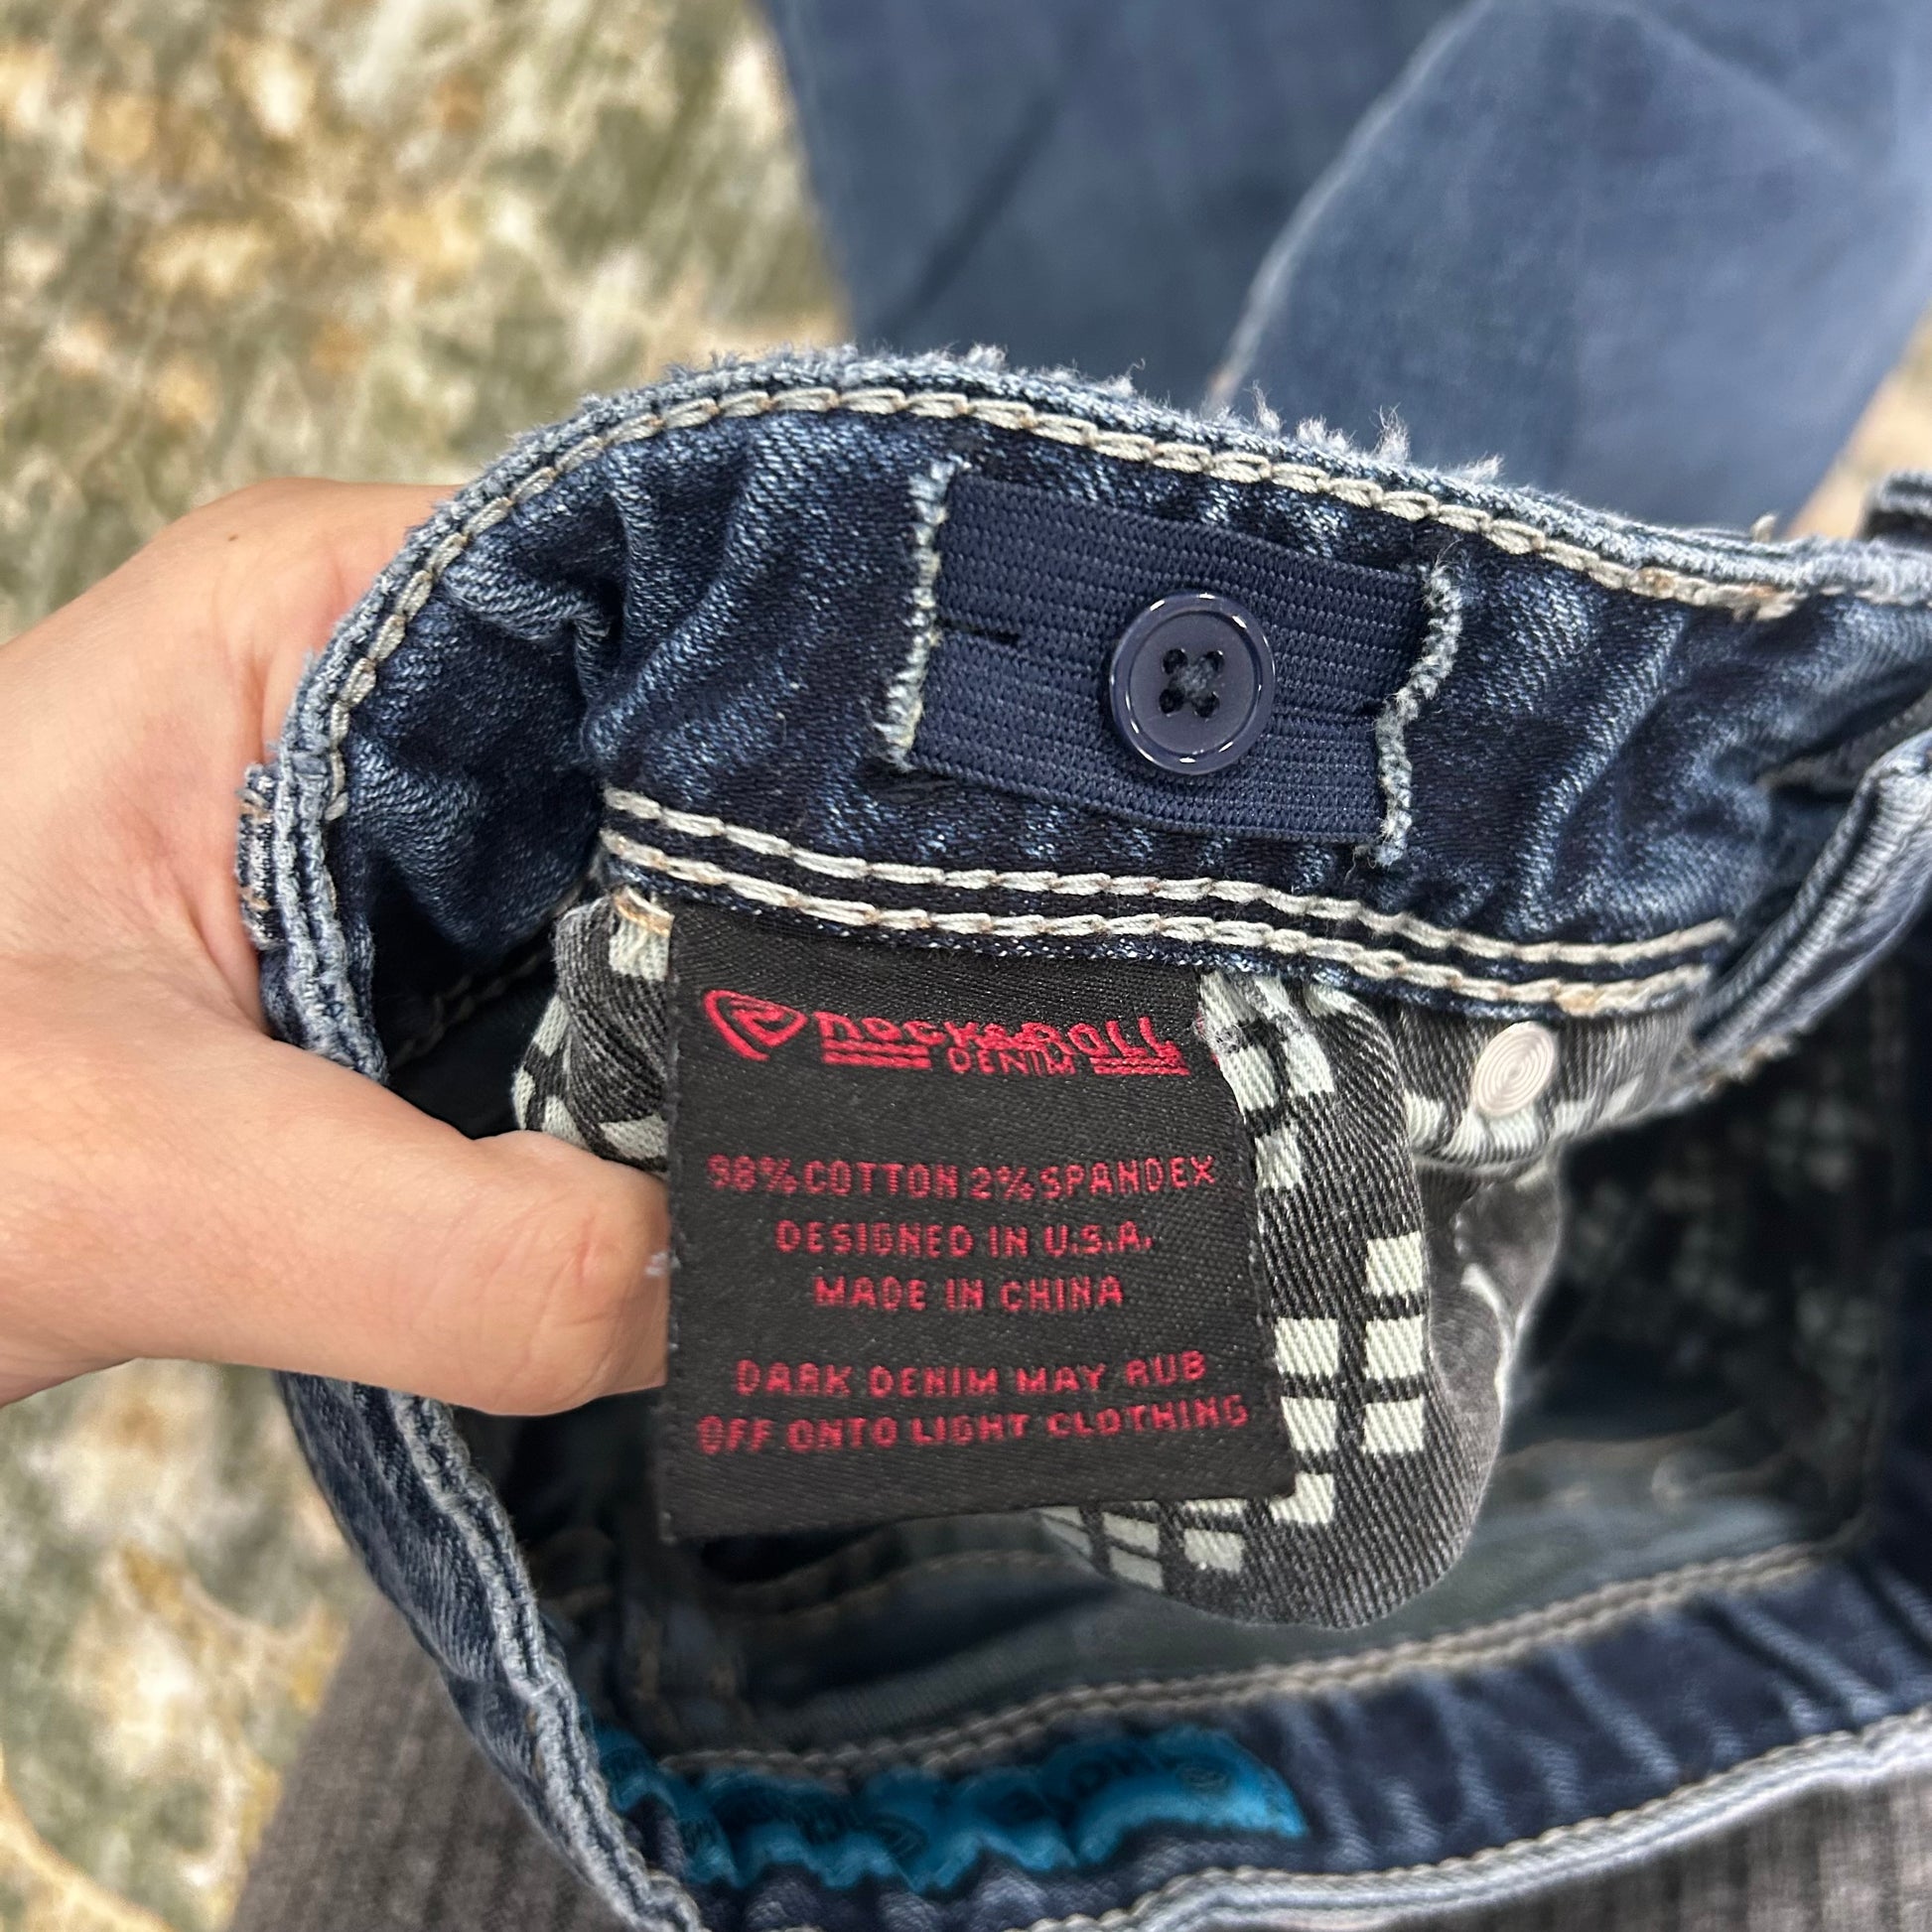 ROCK & ROLL
DENIM
98% COTTON 2% SPANDEX
DESIGNED IN U.S.A.
MADE IN CHINA
DARK DENIM MAY RUB
OFF ONTO LIGHT CLOTHING